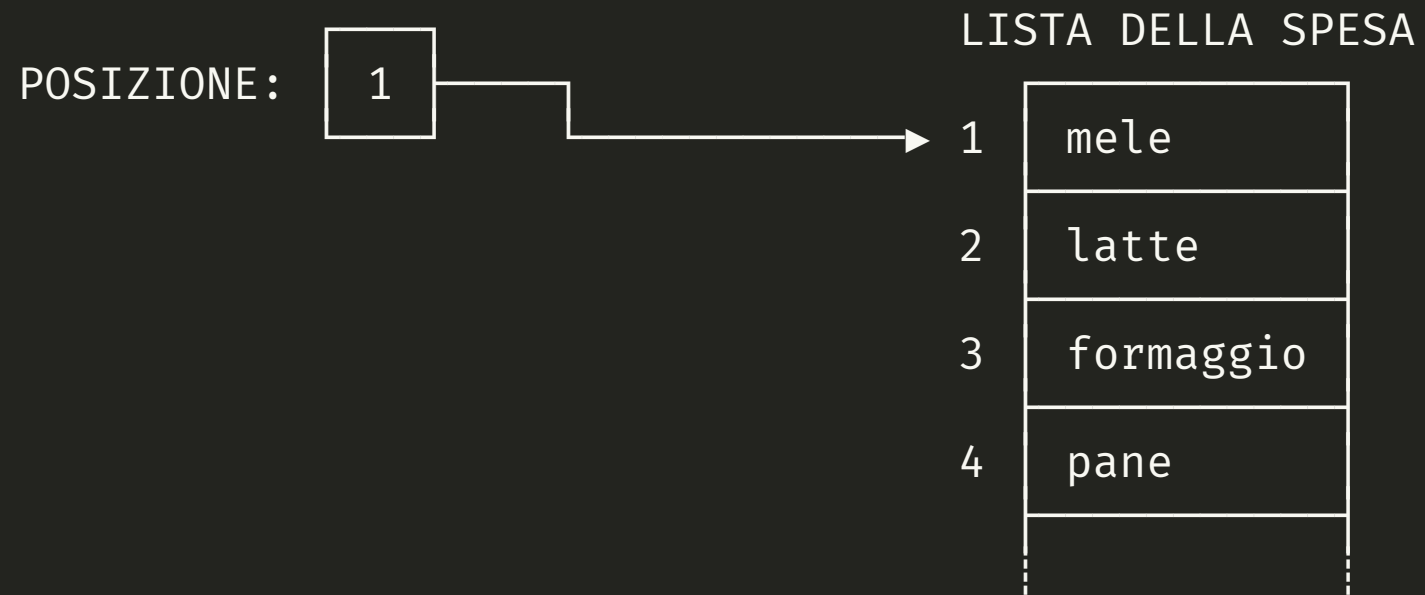 LISTA DELLA SPESA
POSIZIONE: 1
1 mele
2 latte
3 formaggio
4 pane